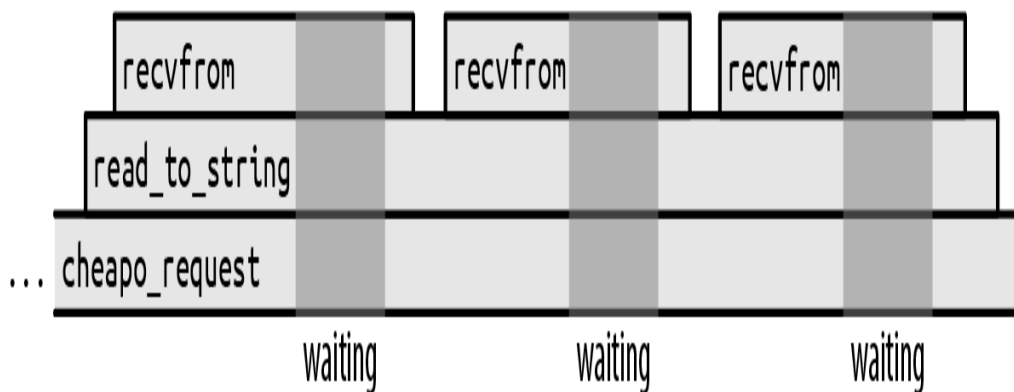 recvfrom recvfrom recvfrom
read_to_string
... cheapo_request
waiting waiting waiting